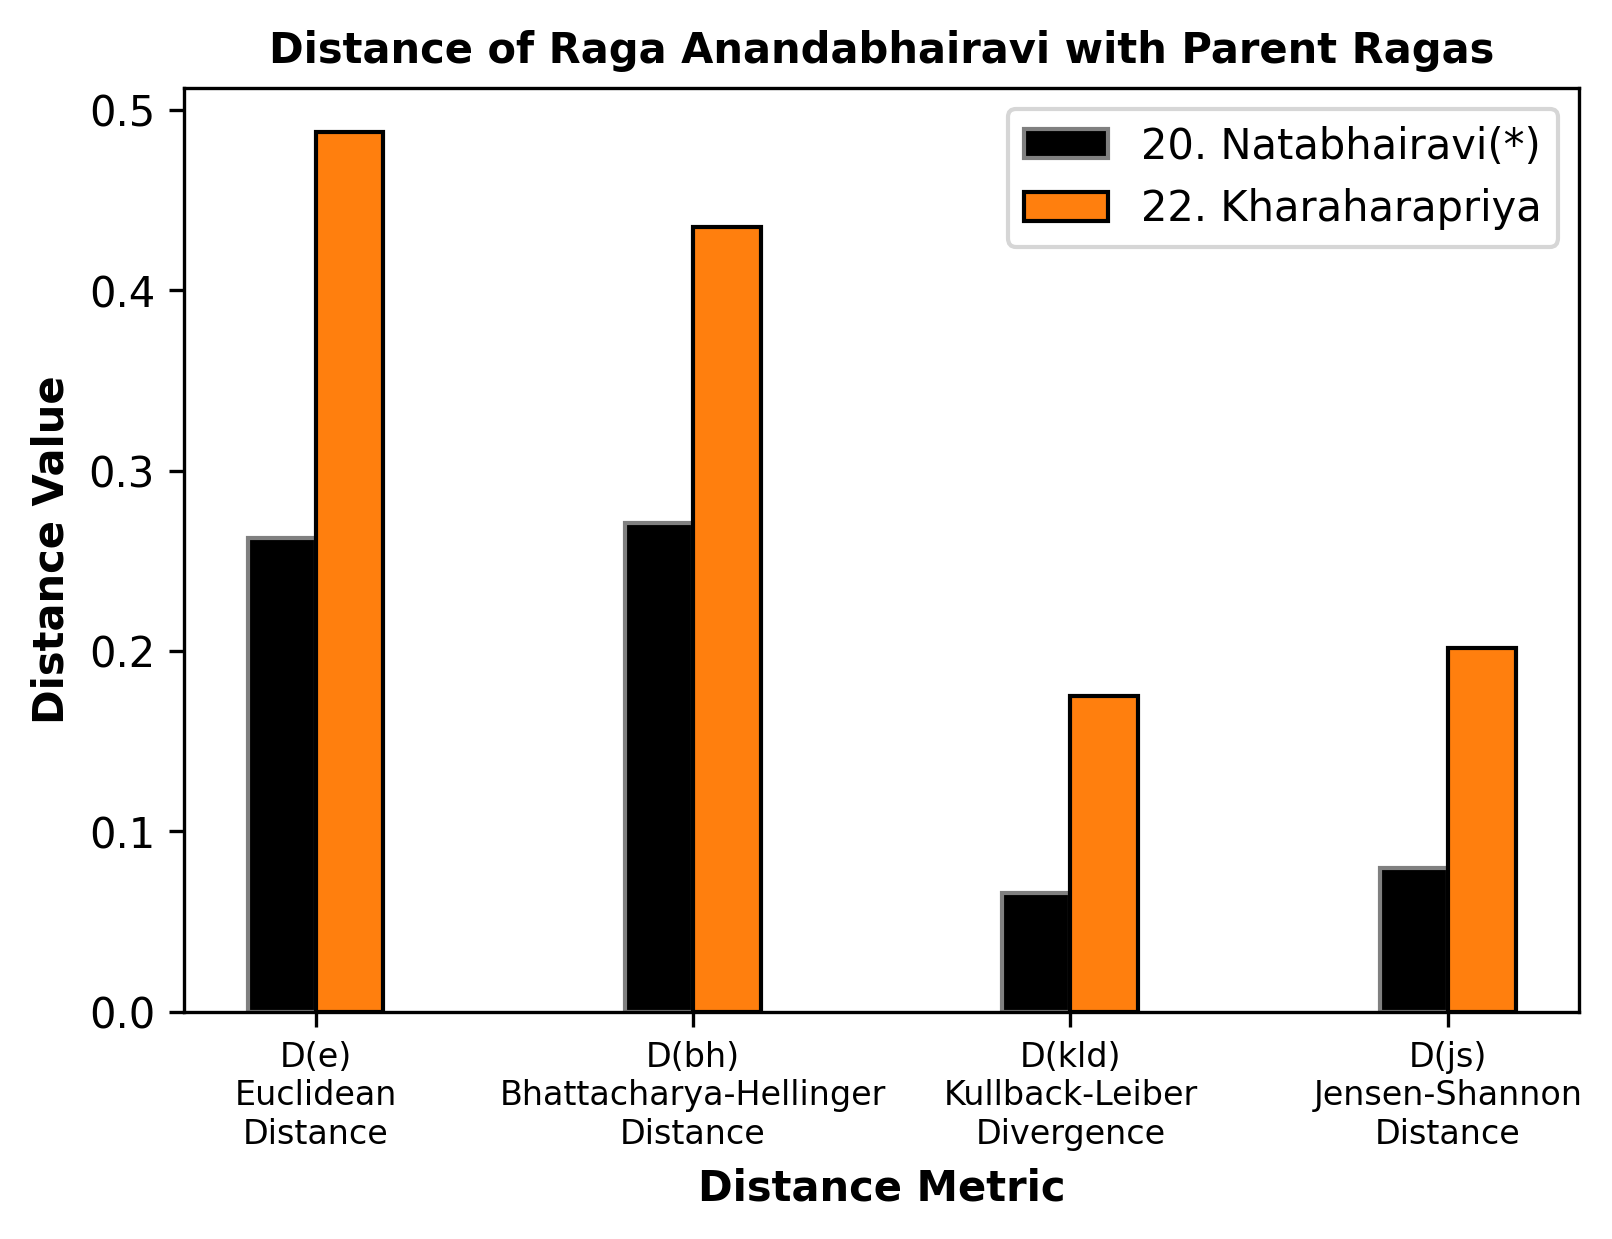 Distance of Raga Anandabhairavi with Parent Ragas
20. Natabhairavi(*)
22. Kharaharapriya
Distance Value
0.5
0.4
0.3
0.2
0.1
0.0
D(e)
Euclidean
Distance
D(bh)
Bhattacharya-Hellinger
Distance
D(kld)
Kullback-Leiber
Divergence
D(js)
Jensen-Shannon
Distance
Distance Metric